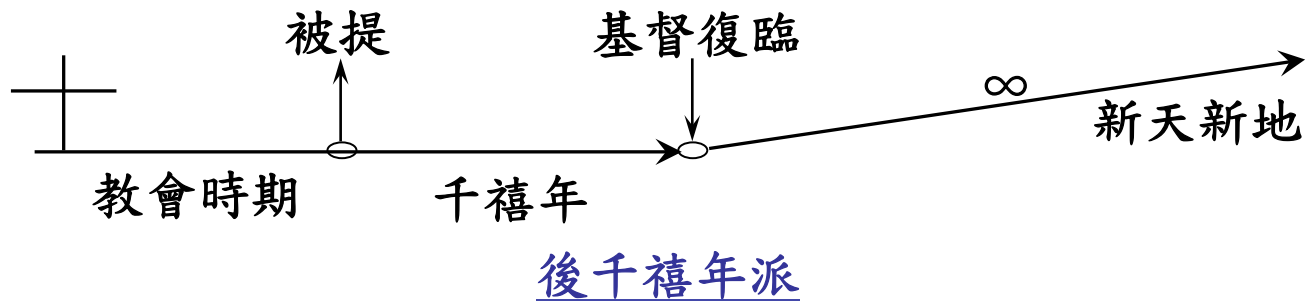 被提 基督復臨
∞
新天新地
教會時期 千禧年
後千禧年派